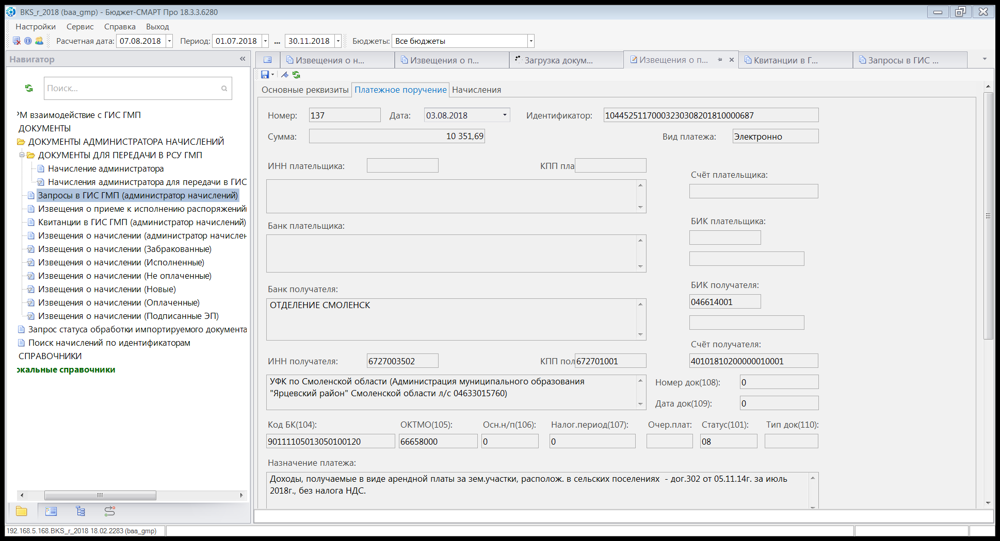 BKS_r_2018 (baa_gmp) - Бюджет-СМАРТ Про 18.3.3.6280
Настройки Сервис Справка Выход
Расчетная дата: 07.08.2018 Период: 01.07.2018 ... 30.11.2018 Бюджеты: Все бюджеты
Навигатор «
Извещения о н... Извещения о п... Загрузка докум... Извещения о п... Квитанции в Г... Запросы в ГИС ...
Поиск...
РМ взаимодействие с ГИС ГМП
ДОКУМЕНТЫ
ДОКУМЕНТЫ АДМИНИСТРАТОРА НАЧИСЛЕНИЙ
ДОКУМЕНТЫ ДЛЯ ПЕРЕДАЧИ В РСУ ГМП
Начисление администратора
Начисления администратора для передачи в ГИС
Запросы в ГИС ГМП (администратор начислений)
Извещения о приеме к исполнению распоряжений
Квитанции в ГИС ГМП (администратор начислений)
Извещения о начислении (администратор начислен
Извещения о начислении (Забракованные)
Извещения о начислении (Исполненные)
Извещения о начислении (Не оплаченные)
Извещения о начислении (Новые)
Извещения о начислении (Оплаченные)
Извещения о начислении (Подписанные ЭП)
Запрос статуса обработки импортируемого документа
Поиск начислений по идентификаторам
СПРАВОЧНИКИ
окальные справочники
Основные реквизиты Платежное поручение Начисления
Номер: 137 Дата: 03.08.2018 Идентификатор: 10445251170003230308201810000687
Сумма: 10 351,69 Вид платежа: Электронно
ИНН плательщика: КПП пла
Счёт плательщика:
Банк плательщика:
БИК плательщика:
Банк получателя:
БИК получателя:
ОТДЕЛЕНИЕ СМОЛЕНСК
046614001
Счёт получателя:
ИНН получателя: 6727003502 КПП пол 672701001 40101810200000010001
УФК по Смоленской области (Администрация муниципального образования
"Ярцевский район" Смоленской области л/с 04633015760)
Номер док(108): 0
Дата док(109): 0
Код БК(104): ОКТМО(105): Осн.н/п(106): Налог.период(107): Очер.плат: Статус(101): Тип док(110):
90111105013050100120 66658000 0 0 08
Назначение платежа:
Доходы, получаемые в виде арендной платы за зем.участки, располож. в сельских поселениях - дог.302 от 05.11.14г. за июль
2018г., без налога НДС.
192.168.5.168.BKS_r_2018 18.02.2283 (baa_gmp)